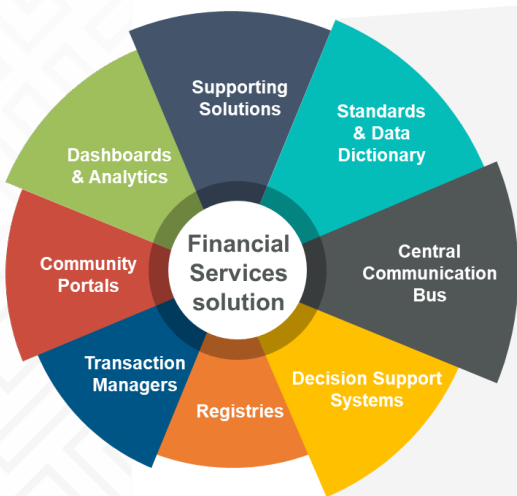 Supporting
Solutions
Standards
& Data
Dictionary
Central
Communication
Bus
Decision Support
Systems
Registries
Transaction
Managers
Community
Portals
Dashboards
& Analytics
Financial
Services
solution